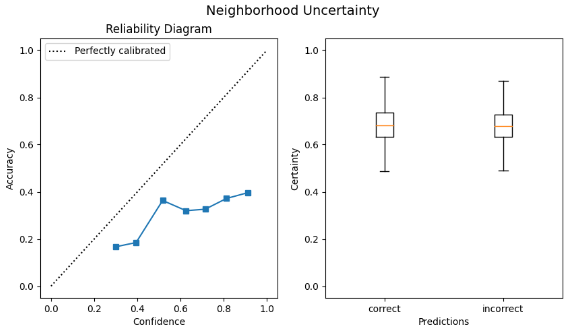 Neighborhood Uncertainty
Reliability Diagram
Perfectly calibrated
Accuracy
1.0
0.8
0.6
0.4
0.2
0.0
0.0 0.2 0.4 0.6 0.8 1.0
Confidence
Certainty
1.0
0.8
0.6
0.4
0.2
0.0
correct incorrect
Predictions